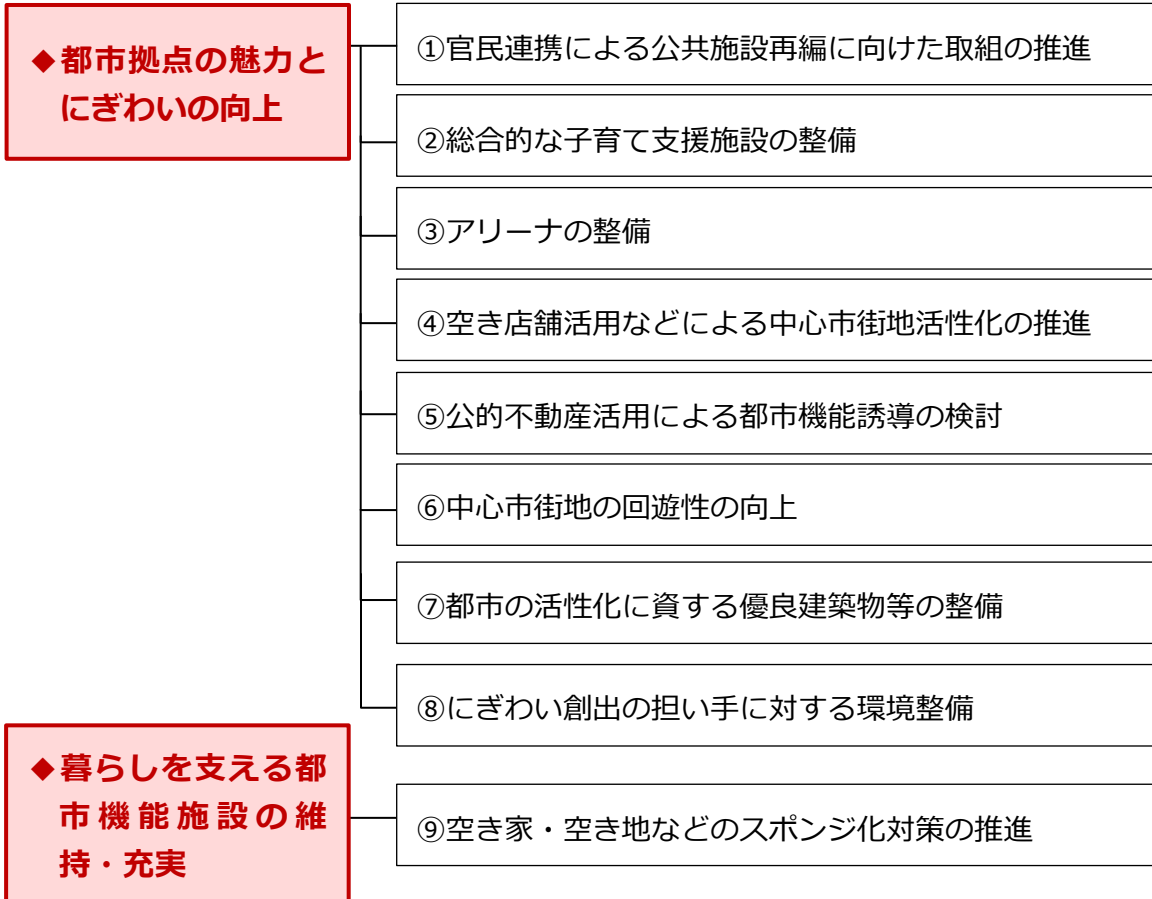 ◆都市拠点の魅力と
にぎわいの向上
①官民連携による公共施設再編に向けた取組の推進
②総合的な子育て支援施設の整備
③アリーナの整備
④空き店舗活用などによる中心市街地活性化の推進
⑤公的不動産活用による都市機能誘導の検討
⑥中心市街地の回遊性の向上
⑦都市の活性化に資する優良建築物等の整備
⑧にぎわい創出の担い手に対する環境整備
◆暮らしを支える都
市機能施設の維
持・充実
⑨空き家・空き地などのスポンジ化対策の推進